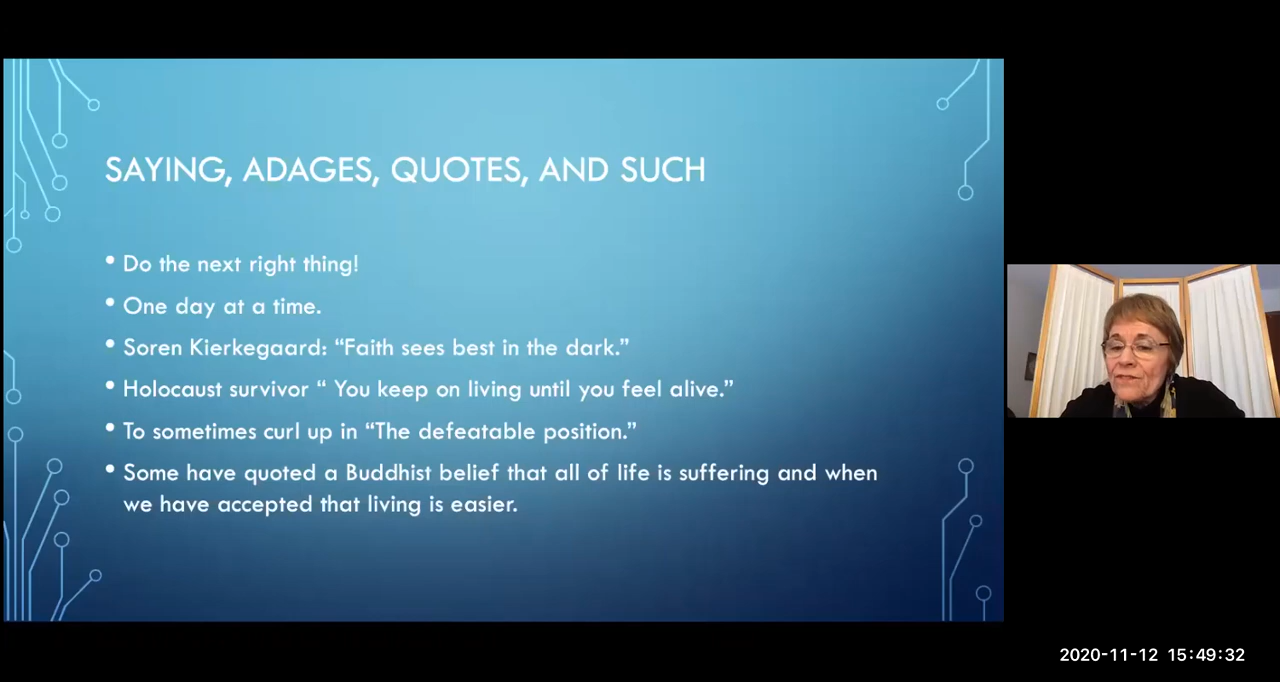 SAYING, ADAGES, QUOTES, AND SUCH
• Do the next right thing!
• One day at a time.
• Soren Kierkegaard: “Faith sees best in the dark.”
• Holocaust survivor “ You keep on living until you feel alive.”
• To sometimes curl up in “The defeatable position.”
• Some have quoted a Buddhist belief that all of life is suffering and when
we have accepted that living is easier.
2020-11-12 15:49:32